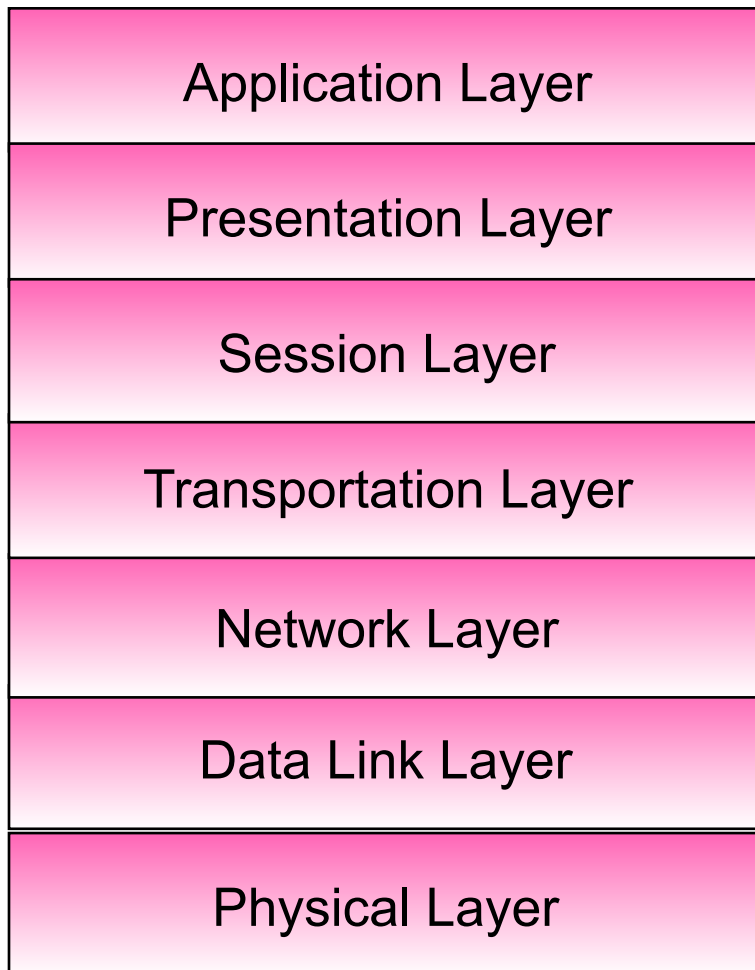 Application Layer
Presentation Layer
Session Layer
Transportation Layer
Network Layer
Data Link Layer
Physical Layer